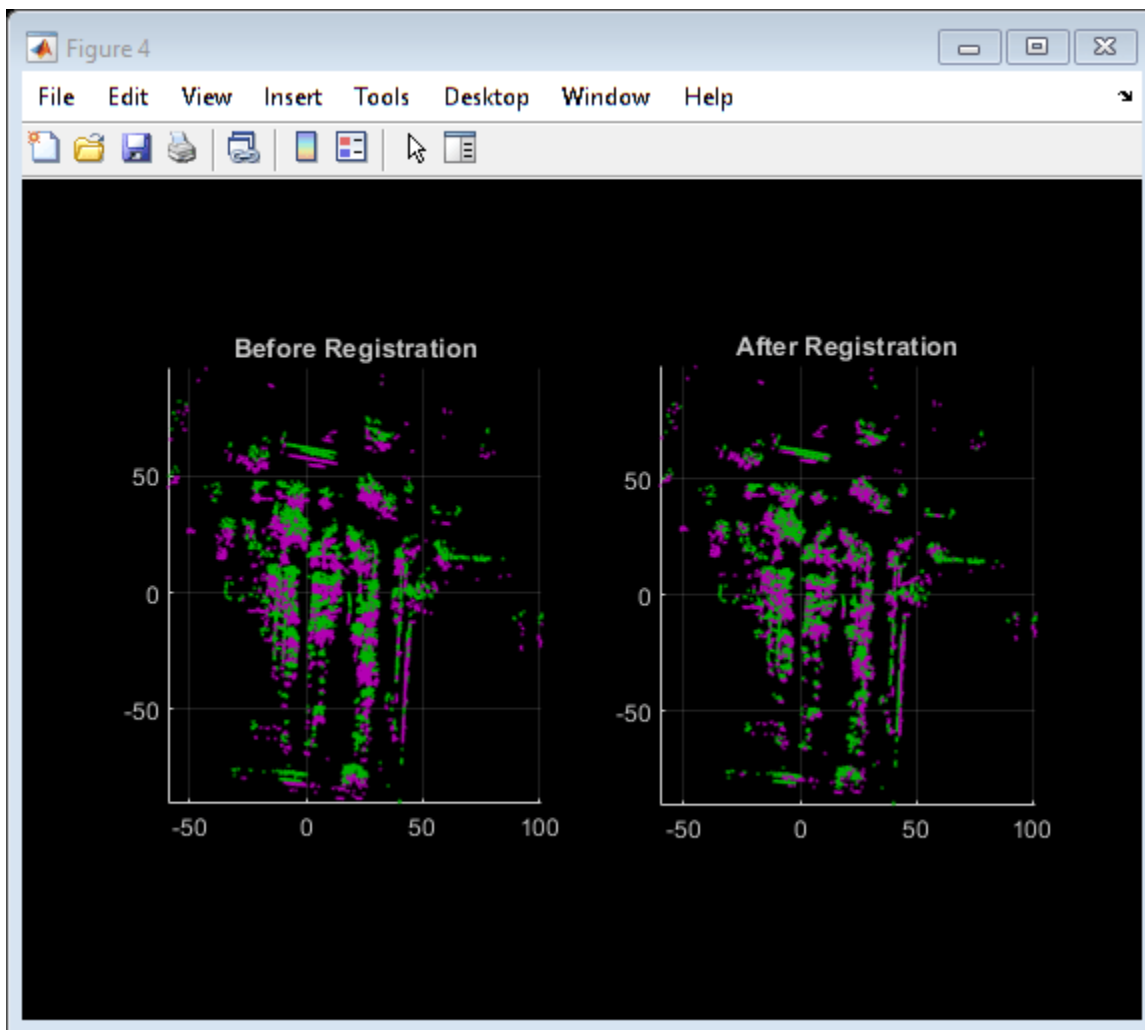 Figure 4
File Edit View Insert Tools Desktop Window Help
Before Registration
50
0
-50
-50 0 50 100
After Registration
50
0
-50
-50 0 50 100